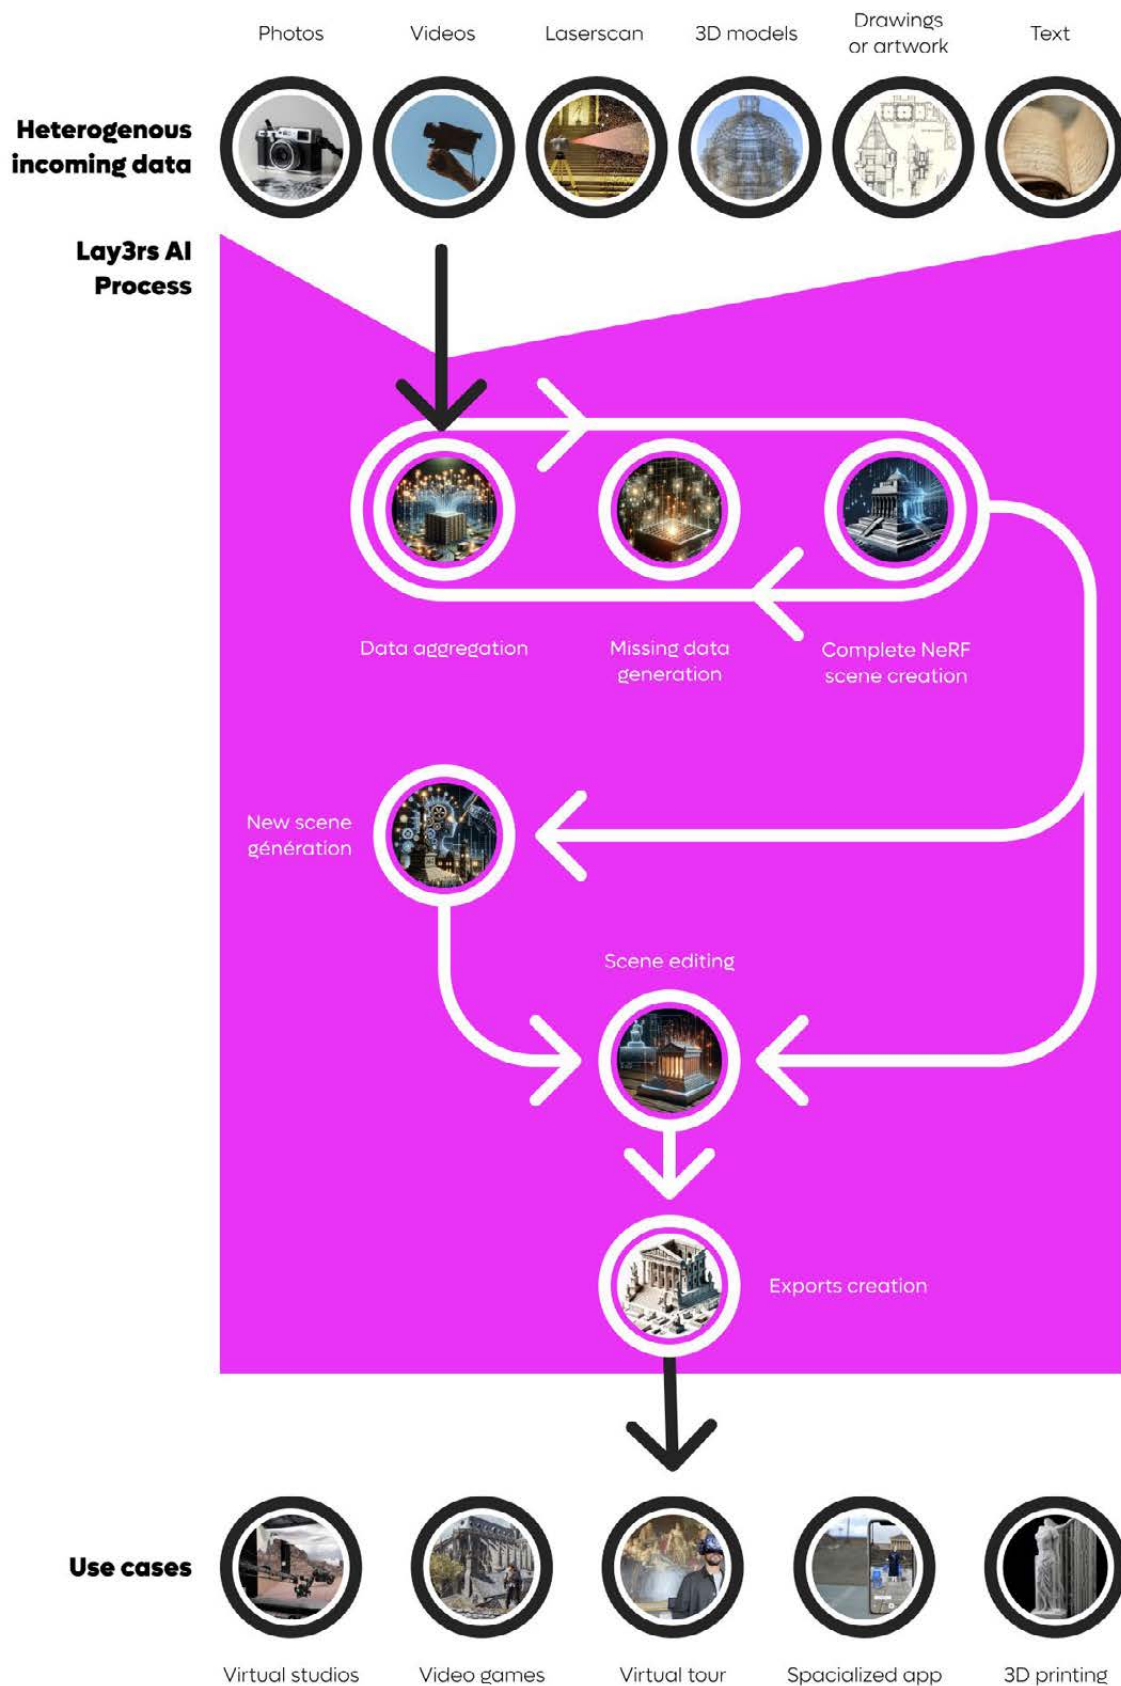 Photos
Videos
Laserscan
3D models
Drawings
or artwork
Text
Heterogenous
incoming data
Lay3rs AI
Process
Data aggregation
Missing data
generation
Complete NeRF
scene creation
New scene
génération
Scene editing
Exports creation
Use cases
Virtual studios
Video games
Virtual tour
Spacialized app
3D printing